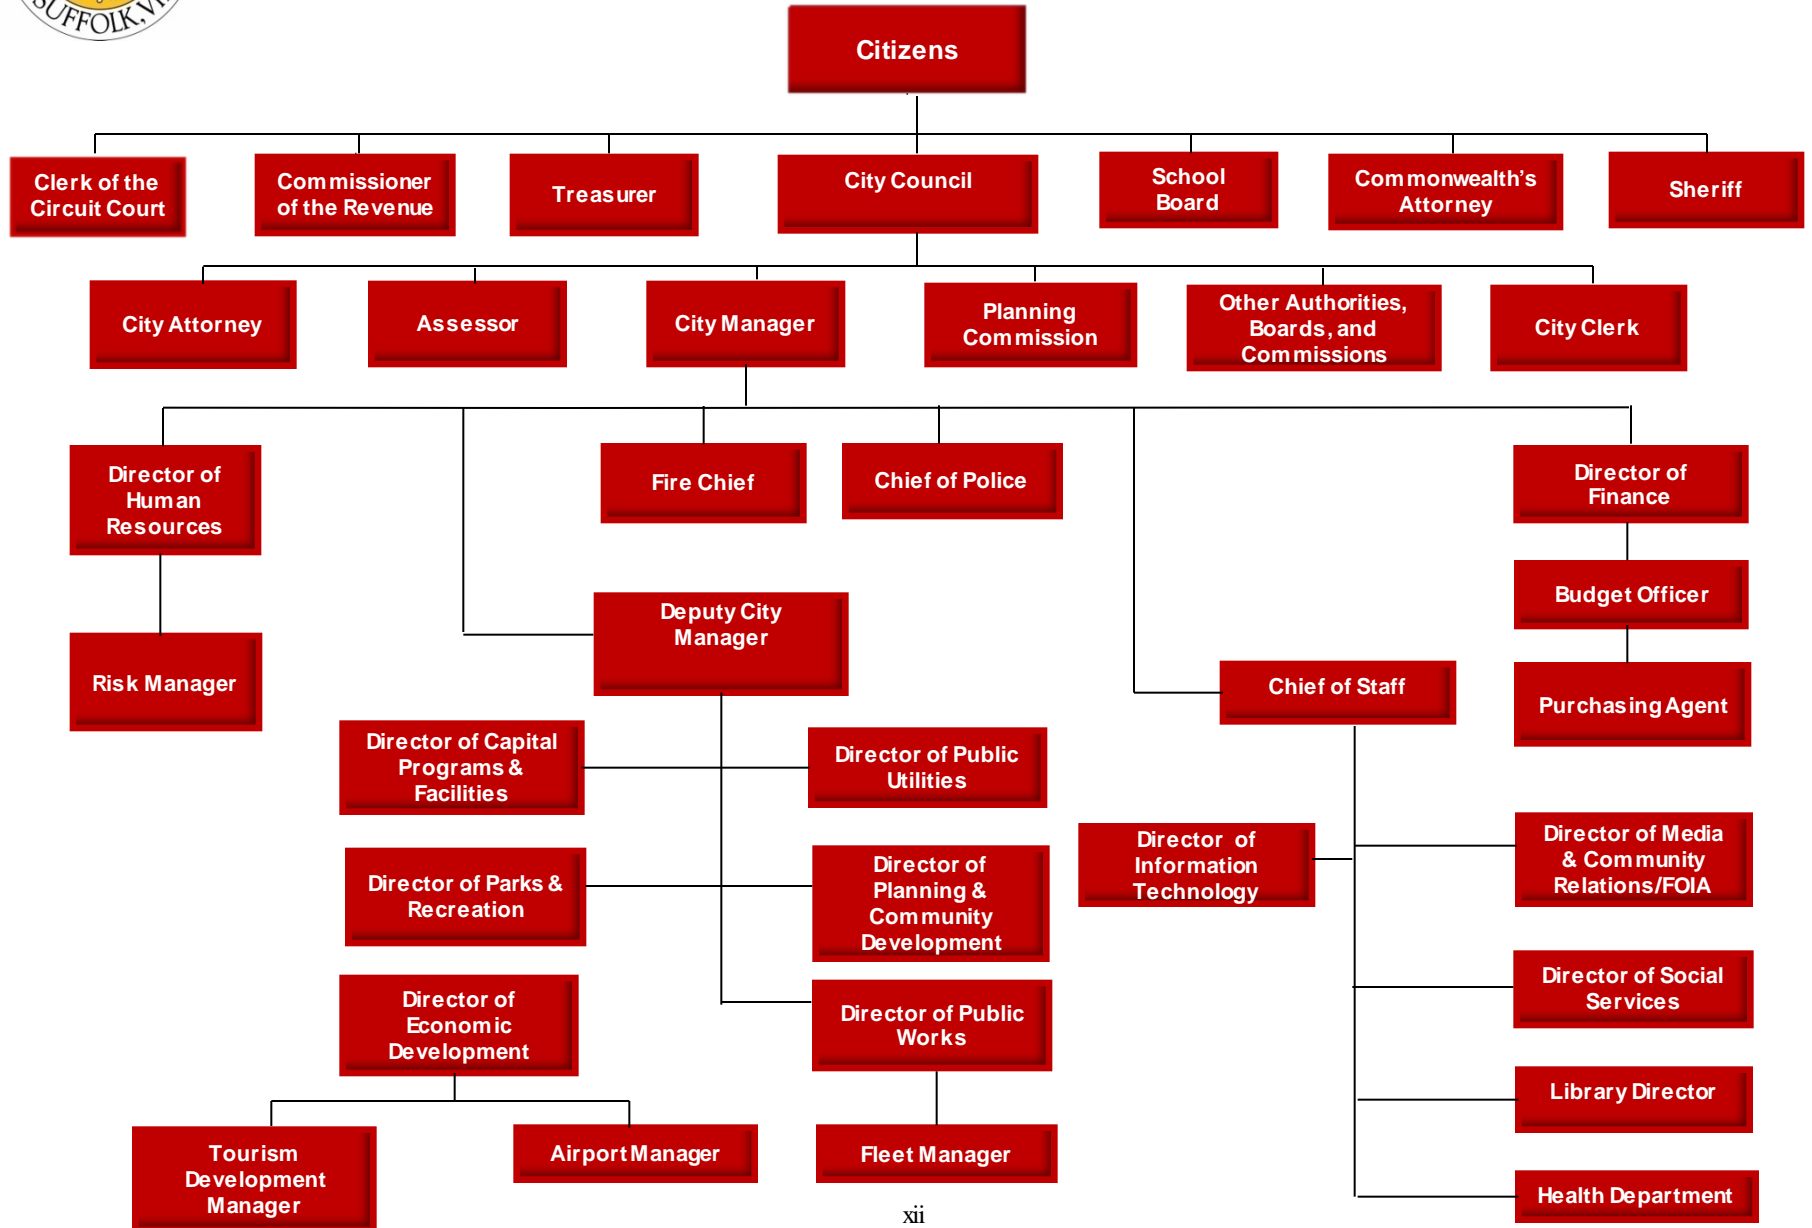 SUFFOLK, VI
Citizens
Clerk of the
Circuit Court
Commissioner
of the Revenue
Treasurer
City Council
School
Board
Commonwealth's
Attorney
Sheriff
City Attorney
Assessor
City Manager
Planning
Commission
Other Authorities,
Boards, and
Commissions
City Clerk
Director of
Human
Resources
Fire Chief
Chief of Police
Director of
Finance
Budget Officer
Deputy City
Manager
Risk Manager
Chief of Staff
Purchasing Agent
Director of Capital
Programs &
Facilities
Director of Public
Utilities
Director of
Information
Technology
Director of Media
& Community
Relations/FOIA
Director of Parks &
Recreation
Director of
Planning &
Community
Development
Director of Social
Services
Director of
Economic
Development
Director of Public
Works
Library Director
Tourism
Development
Manager
Airport Manager
Fleet Manager
Health Department
xii